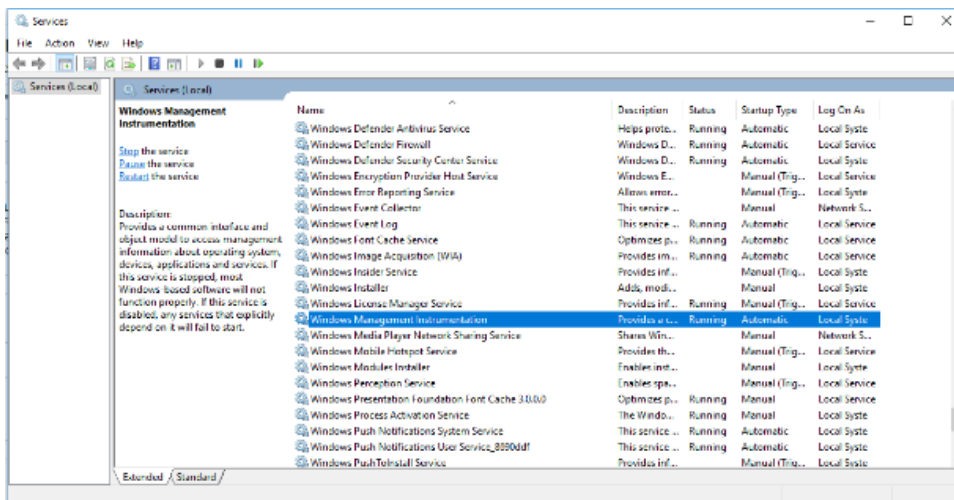 Services
File Action View Help
Services (Local)
Services (Local)
Windows Management
Instrumentation
Stop the service
Pause the service
Restart the service
Description:
Provides a common interface and
object model to access management
information about operating system,
devices, applications and services. If
this service is stopped, most
Windows-based software will not
function properly. If this service is
disabled, any services that explicitly
depend on it will fail to start.
Name Description Status Startup Type Log On As
Windows Defender Antivirus Service Helps prote... Running Automatic Local Syste
Windows Defender Firewall Windows D... Running Automatic Local Service
Windows Defender Security Center Service Windows D... Running Automatic Local Syste
Windows Encryption Provider Host Service Windows E... Manual (Trig... Local Service
Windows Error Reporting Service Allows error... Manual (Trig... Local Syste
Windows Event Collector This service ... Manual Network S...
Windows Event Log This service ... Running Automatic Local Service
Windows Font Cache Service Optimizes p... Running Automatic Local Service
Windows Image Acquisition (WIA) Provides im... Running Automatic Local Service
Windows Insider Service Provides inf... Manual (Trig... Local Syste
Windows Installer Adds, modi... Manual Local Syste
Windows License Manager Service Provides inf... Running Manual (Trig... Local Service
Windows Management Instrumentation Provides a c... Running Automatic Local Syste
Windows Media Player Network Sharing Service Shares Win... Manual Network S...
Windows Mobile Hotspot Service Provides th... Manual (Trig... Local Service
Windows Modules Installer Enables inst... Manual Local Syste
Windows Perception Service Enables spa... Manual (Trig... Local Service
Windows Presentation Foundation Font Cache 3.0.0.0 Optimizes p... Running Manual Local Service
Windows Process Activation Service The Windo... Running Manual Local Syste
Windows Push Notifications System Service This service ... Running Automatic Local Syste
Windows Push Notifications User Service_8890ddf This service ... Running Automatic Local Syste
Windows PushToInstall Service Provides inf... Manual (Trig... Local Syste
Extended Standard